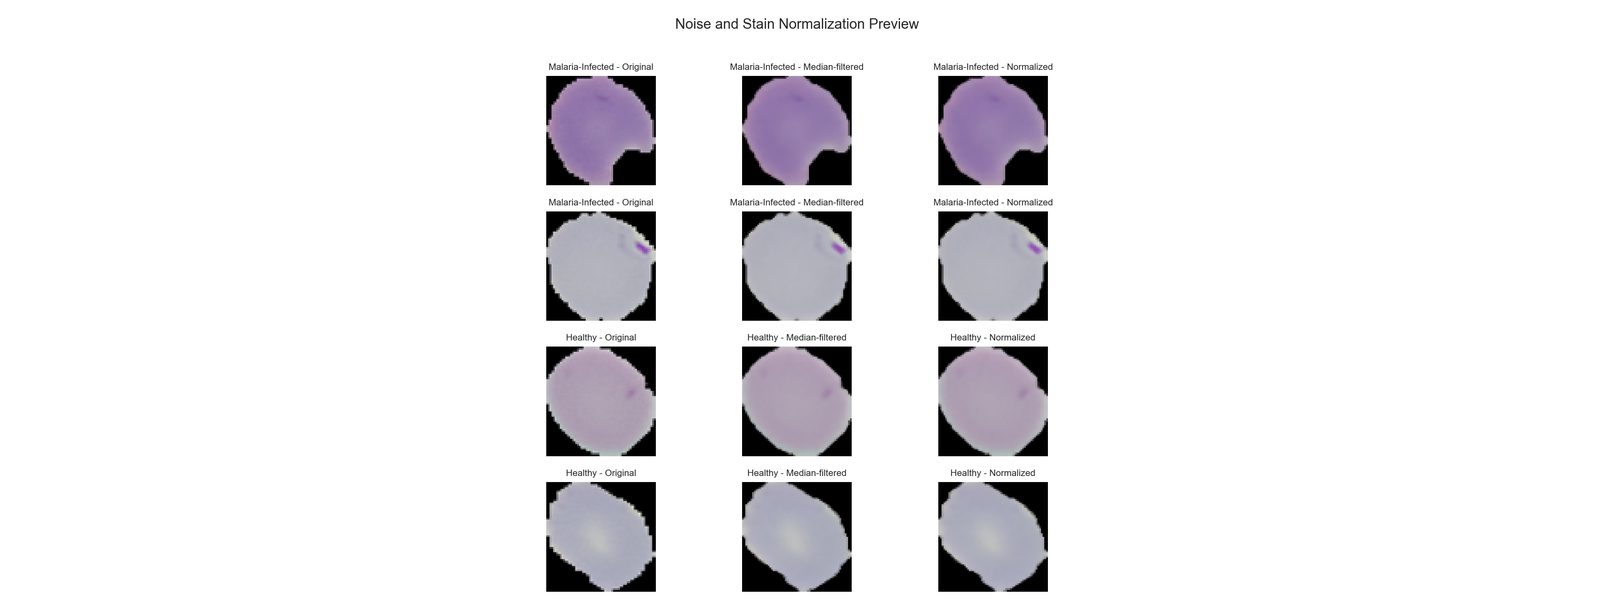 Noise and Stain Normalization Preview
Malaria-Infected - Original
Malaria-Infected - Median-filtered
Malaria-Infected - Normalized
Malaria-Infected - Original
Malaria-Infected - Median-filtered
Malaria-Infected - Normalized
Healthy - Original
Healthy - Median-filtered
Healthy - Normalized
Healthy - Original
Healthy - Median-filtered
Healthy - Normalized